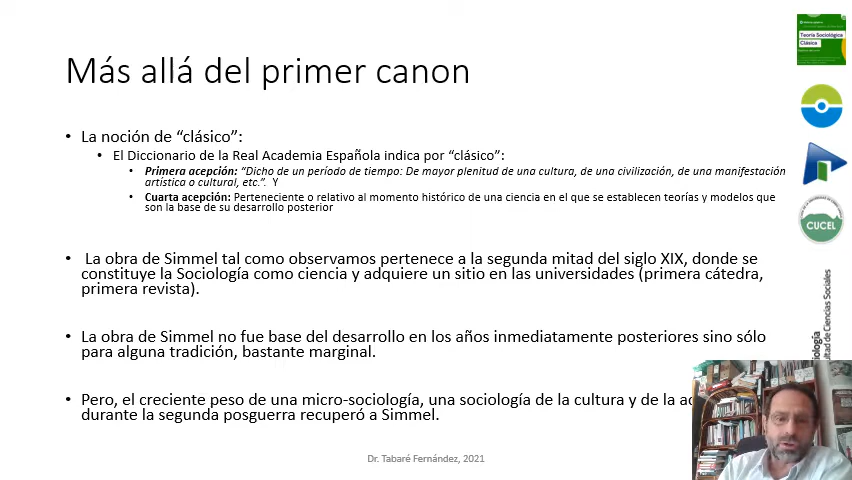 Teoría Sociológica
Clásica
Más allá del primer canon
• La noción de “clásico”:
• El Diccionario de la Real Academia Española indica por “clásico”:
• Primera acepción: “Dicho de un período de tiempo: De mayor plenitud de una cultura, de una civilización, de una manifestación
artística o cultural, etc.”. Y
• Cuarta acepción: Perteneciente o relativo al momento histórico de una ciencia en el que se establecen teorías y modelos que
son la base de su desarrollo posterior
CUCEL
• La obra de Simmel tal como observamos pertenece a la segunda mitad del siglo XIX, donde se
constituye la Sociología como ciencia y adquiere un sitio en las universidades (primera cátedra,
primera revista).
• La obra de Simmel no fue base del desarrollo en los años inmediatamente posteriores sino sólo
para alguna tradición, bastante marginal.
• Pero, el creciente peso de una micro-sociología, una sociología de la cultura y de la
durante la segunda posguerra recuperó a Simmel.
Dr. Tabaré Fernández, 2021